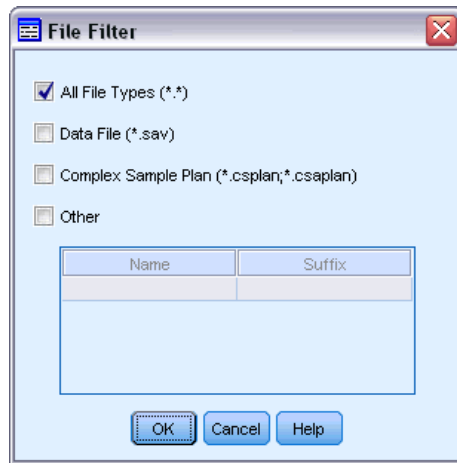 File Filter
All File Types (*.*)
Data File (*.sav)
Complex Sample Plan (*.csplan;*.csaplan)
Other
Name Suffix
OK Cancel Help